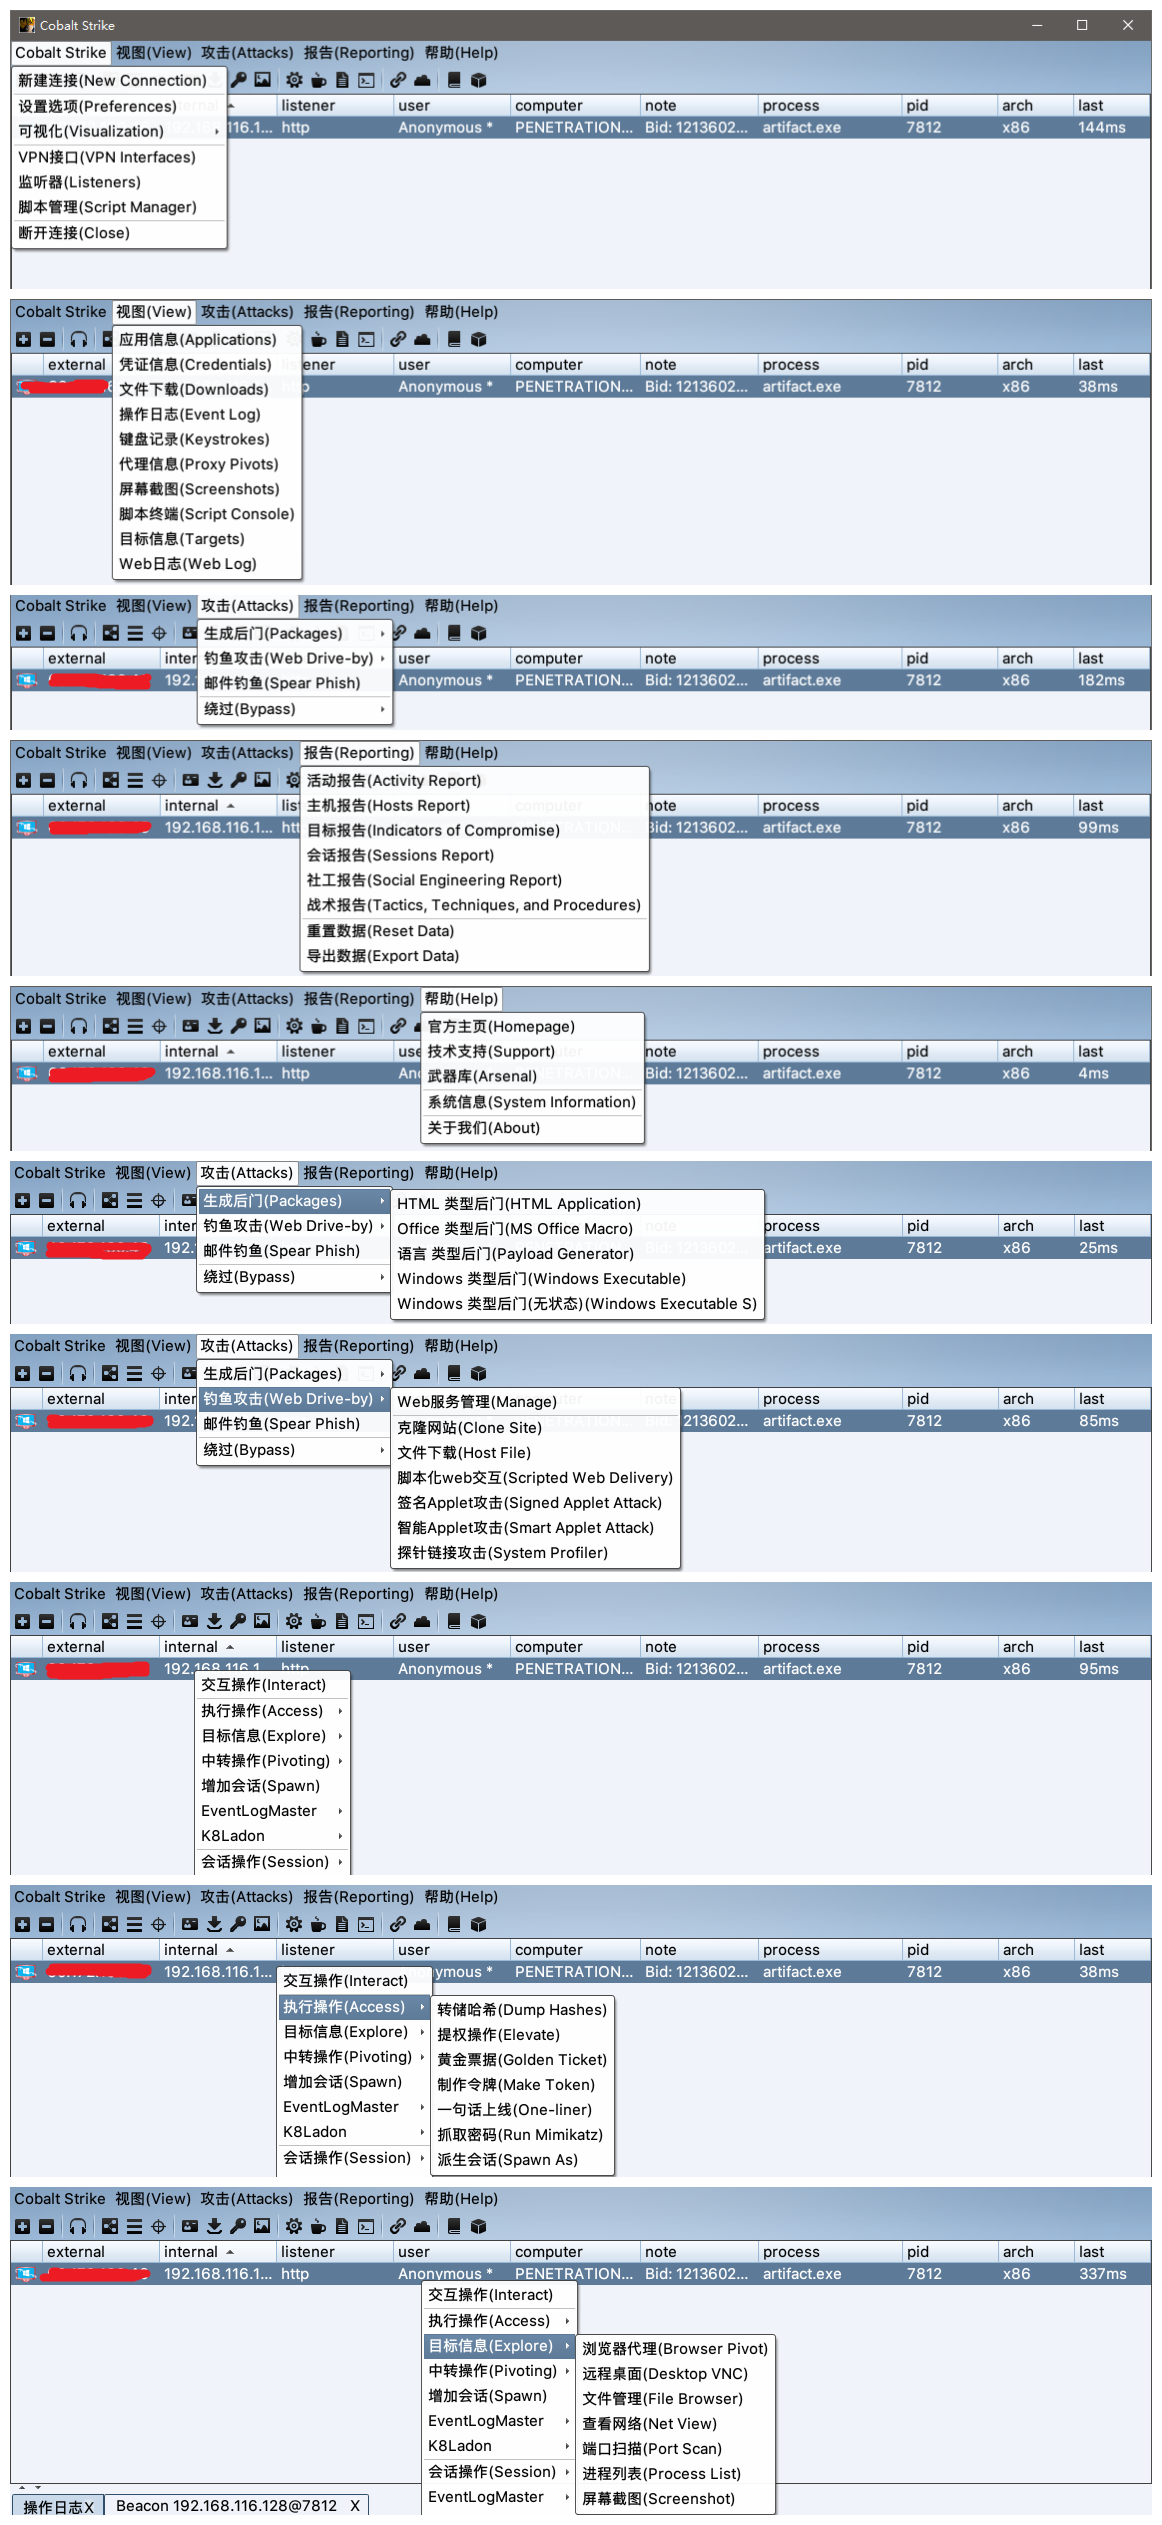 Cobalt Strike
Cobalt Strike 视图(View) 攻击(Attacks) 报告(Reporting) 帮助(Help)
新建连接(New Connection)
设置选项(Preferences)
可视化(Visualization)
VPN接口(VPN Interfaces)
监听器(Listeners)
脚本管理(Script Manager)
断开连接(Close)
listener user computer note process pid arch last
116.1... http Anonymous * PENETRATION... Bid: 1213602... artifact.exe 7812 x86 144ms
Cobalt Strike 视图(View) 攻击(Attacks) 报告(Reporting) 帮助(Help)
external listener user computer note process pid arch last
Anonymous * PENETRATION... Bid: 1213602... artifact.exe 7812 x86 38ms
应用信息(Applications)
凭证信息(Credentials)
文件下载(Downloads)
操作日志(Event Log)
键盘记录(Keystrokes)
代理信息(Proxy Pivots)
屏幕截图(Screenshots)
脚本终端(Script Console)
目标信息(Targets)
Web日志(Web Log)
Cobalt Strike 视图(View) 攻击(Attacks) 报告(Reporting) 帮助(Help)
external inter user computer note process pid arch last
192. Anonymous * PENETRATION... Bid: 1213602... artifact.exe 7812 x86 182ms
生成后门(Packages)
钓鱼攻击(Web Drive-by)
邮件钓鱼(Spear Phish)
绕过(Bypass)
Cobalt Strike 视图(View) 攻击(Attacks) 报告(Reporting) 帮助(Help)
external internal list computer note process pid arch last
192.168.116.1... htt Bid: 1213602... artifact.exe 7812 x86 99ms
活动报告(Activity Report)
主机报告(Hosts Report)
目标报告(Indicators of Compromise)
会话报告(Sessions Report)
社工报告(Social Engineering Report)
战术报告(Tactics, Techniques, and Procedures)
重置数据(Reset Data)
导出数据(Export Data)
Cobalt Strike 视图(View) 攻击(Attacks) 报告(Reporting) 帮助(Help)
external internal listener use note process pid arch last
192.168.116.1... http And Bid: 1213602... artifact.exe 7812 x86 4ms
官方主页(Homepage)
技术支持(Support)
武器库(Arsenal)
系统信息(System Information)
关于我们(About)
Cobalt Strike 视图(View) 攻击(Attacks) 报告(Reporting) 帮助(Help)
external inter process pid arch last
192. artifact.exe 7812 x86 25ms
生成后门(Packages)
钓鱼攻击(Web Drive-by)
邮件钓鱼(Spear Phish)
绕过(Bypass)
HTML 类型后门(HTML Application)
Office 类型后门(MS Office Macro)
语言 类型后门(Payload Generator)
Windows 类型后门(Windows Executable)
Windows 类型后门(无状态)(Windows Executable S)
Cobalt Strike 视图(View) 攻击(Attacks) 报告(Reporting) 帮助(Help)
external inter process pid arch last
192. 1213602... artifact.exe 7812 x86 85ms
生成后门(Packages)
钓鱼攻击(Web Drive-by)
邮件钓鱼(Spear Phish)
绕过(Bypass)
Web服务管理(Manage)
克隆网站(Clone Site)
文件下载(Host File)
脚本化web交互(Scripted Web Delivery)
签名Applet攻击(Signed Applet Attack)
智能Applet攻击(Smart Applet Attack)
探针链接攻击(System Profiler)
Cobalt Strike 视图(View) 攻击(Attacks) 报告(Reporting) 帮助(Help)
external internal listener user computer note process pid arch last
192.168.116.1 http Anonymous * PENETRATION... Bid: 1213602... artifact.exe 7812 x86 95ms
交互操作(Interact)
执行操作(Access)
目标信息(Explore)
中转操作(Pivoting)
增加会话(Spawn)
EventLogMaster
K8Ladon
会话操作(Session)
Cobalt Strike 视图(View) 攻击(Attacks) 报告(Reporting) 帮助(Help)
external internal listener user computer note process pid arch last
192.168.116.1... ymous * PENETRATION... Bid: 1213602... artifact.exe 7812 x86 38ms
交互操作(Interact)
执行操作(Access)
目标信息(Explore)
中转操作(Pivoting)
增加会话(Spawn)
EventLogMaster
K8Ladon
会话操作(Session)
转储哈希(Dump Hashes)
提权操作(Elevate)
黄金票据(Golden Ticket)
制作令牌(Make Token)
一句话上线(One-liner)
抓取密码(Run Mimikatz)
派生会话(Spawn As)
Cobalt Strike 视图(View) 攻击(Attacks) 报告(Reporting) 帮助(Help)
external internal listener user computer note process pid arch last
192.168.116.1... http Anonymous * PENETRATION... Bid: 1213602... artifact.exe 7812 x86 337ms
交互操作(Interact)
执行操作(Access)
目标信息(Explore)
中转操作(Pivoting)
增加会话(Spawn)
EventLogMaster
K8Ladon
会话操作(Session)
EventLogMaster
浏览器代理(Browser Pivot)
远程桌面(Desktop VNC)
文件管理(File Browser)
查看网络(Net View)
端口扫描(Port Scan)
进程列表(Process List)
屏幕截图(Screenshot)
操作日志X Beacon 192.168.116.128@7812 X